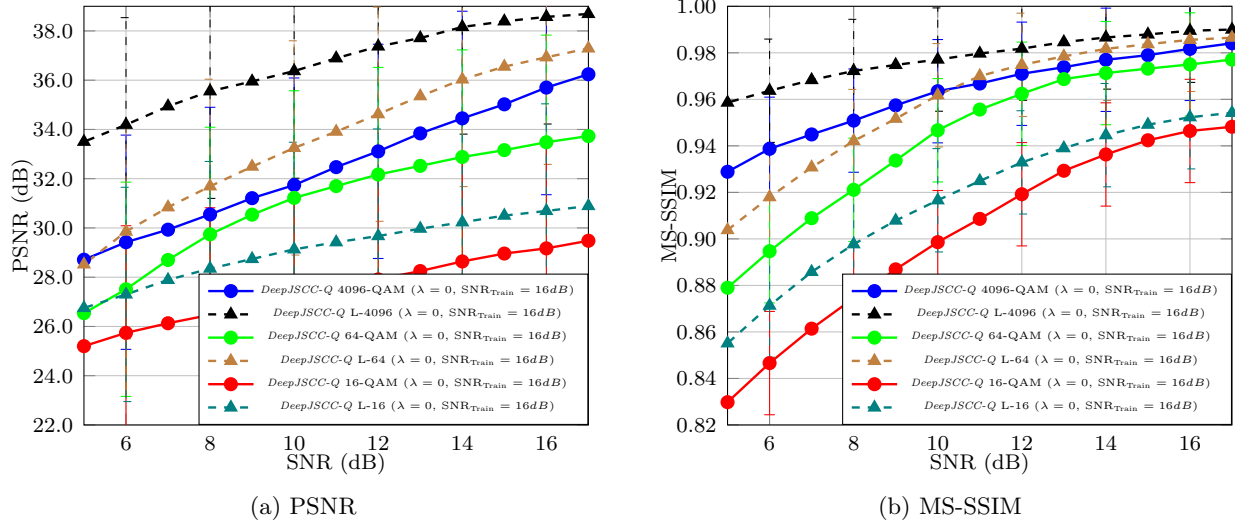 38.0
36.0
34.0
32.0
30.0
28.0
26.0
24.0
22.0
PSNR (dB)
6
8
10
12
14
16
SNR (dB)
DeepJSCC-Q 4096-QAM (λ = 0, SNR_Train = 16dB)
DeepJSCC-Q L-4096 (λ = 0, SNR_Train = 16dB)
DeepJSCC-Q 64-QAM (λ = 0, SNR_Train = 16dB)
DeepJSCC-Q L-64 (λ = 0, SNR_Train = 16dB)
DeepJSCC-Q 16-QAM (λ = 0, SNR_Train = 16dB)
DeepJSCC-Q L-16 (λ = 0, SNR_Train = 16dB)
(a) PSNR
1.00
0.98
0.96
0.94
0.92
0.90
0.88
0.86
0.84
0.82
MS-SSIM
6
8
10
12
14
16
SNR (dB)
DeepJSCC-Q 4096-QAM (λ = 0, SNR_Train = 16dB)
DeepJSCC-Q L-4096 (λ = 0, SNR_Train = 16dB)
DeepJSCC-Q 64-QAM (λ = 0, SNR_Train = 16dB)
DeepJSCC-Q L-64 (λ = 0, SNR_Train = 16dB)
DeepJSCC-Q 16-QAM (λ = 0, SNR_Train = 16dB)
DeepJSCC-Q L-16 (λ = 0, SNR_Train = 16dB)
(b) MS-SSIM